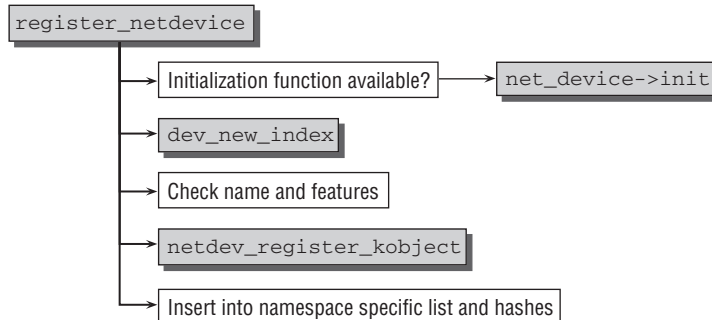 register_netdevice
Initialization function available?
net_device->init
dev_new_index
Check name and features
netdev_register_kobject
Insert into namespace specific list and hashes